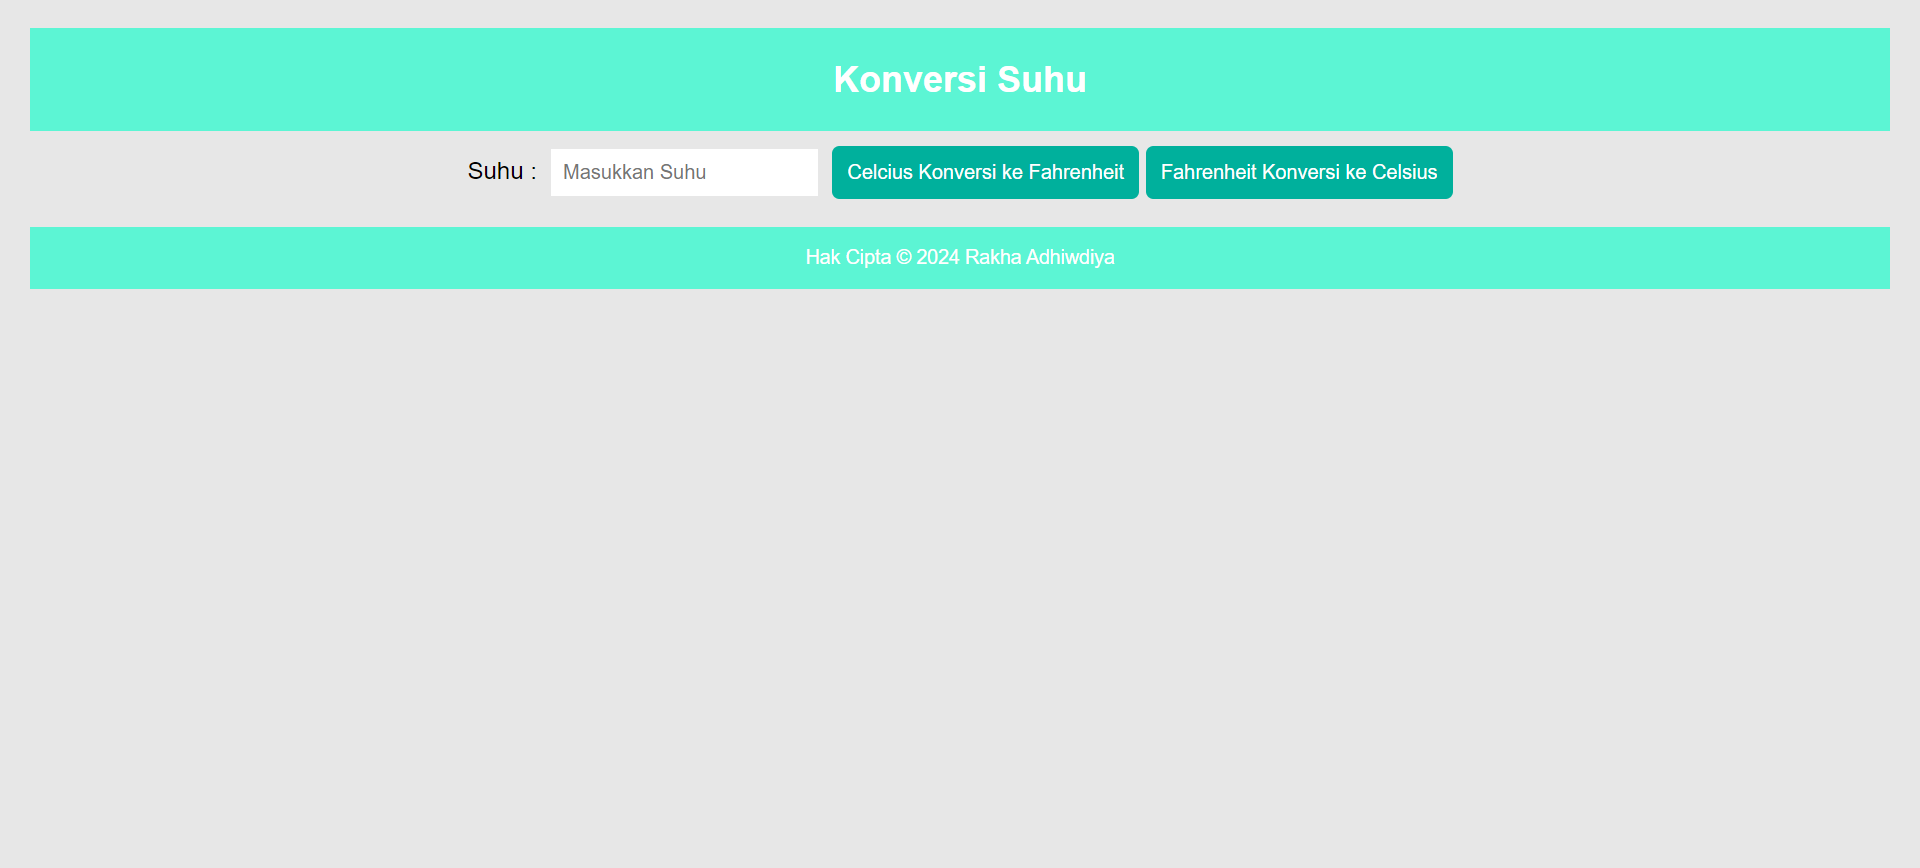 Konversi Suhu
Suhu : Masukkan Suhu Celcius Konversi ke Fahrenheit Fahrenheit Konversi ke Celsius
Hak Cipta © 2024 Rakha Adhiwdiya